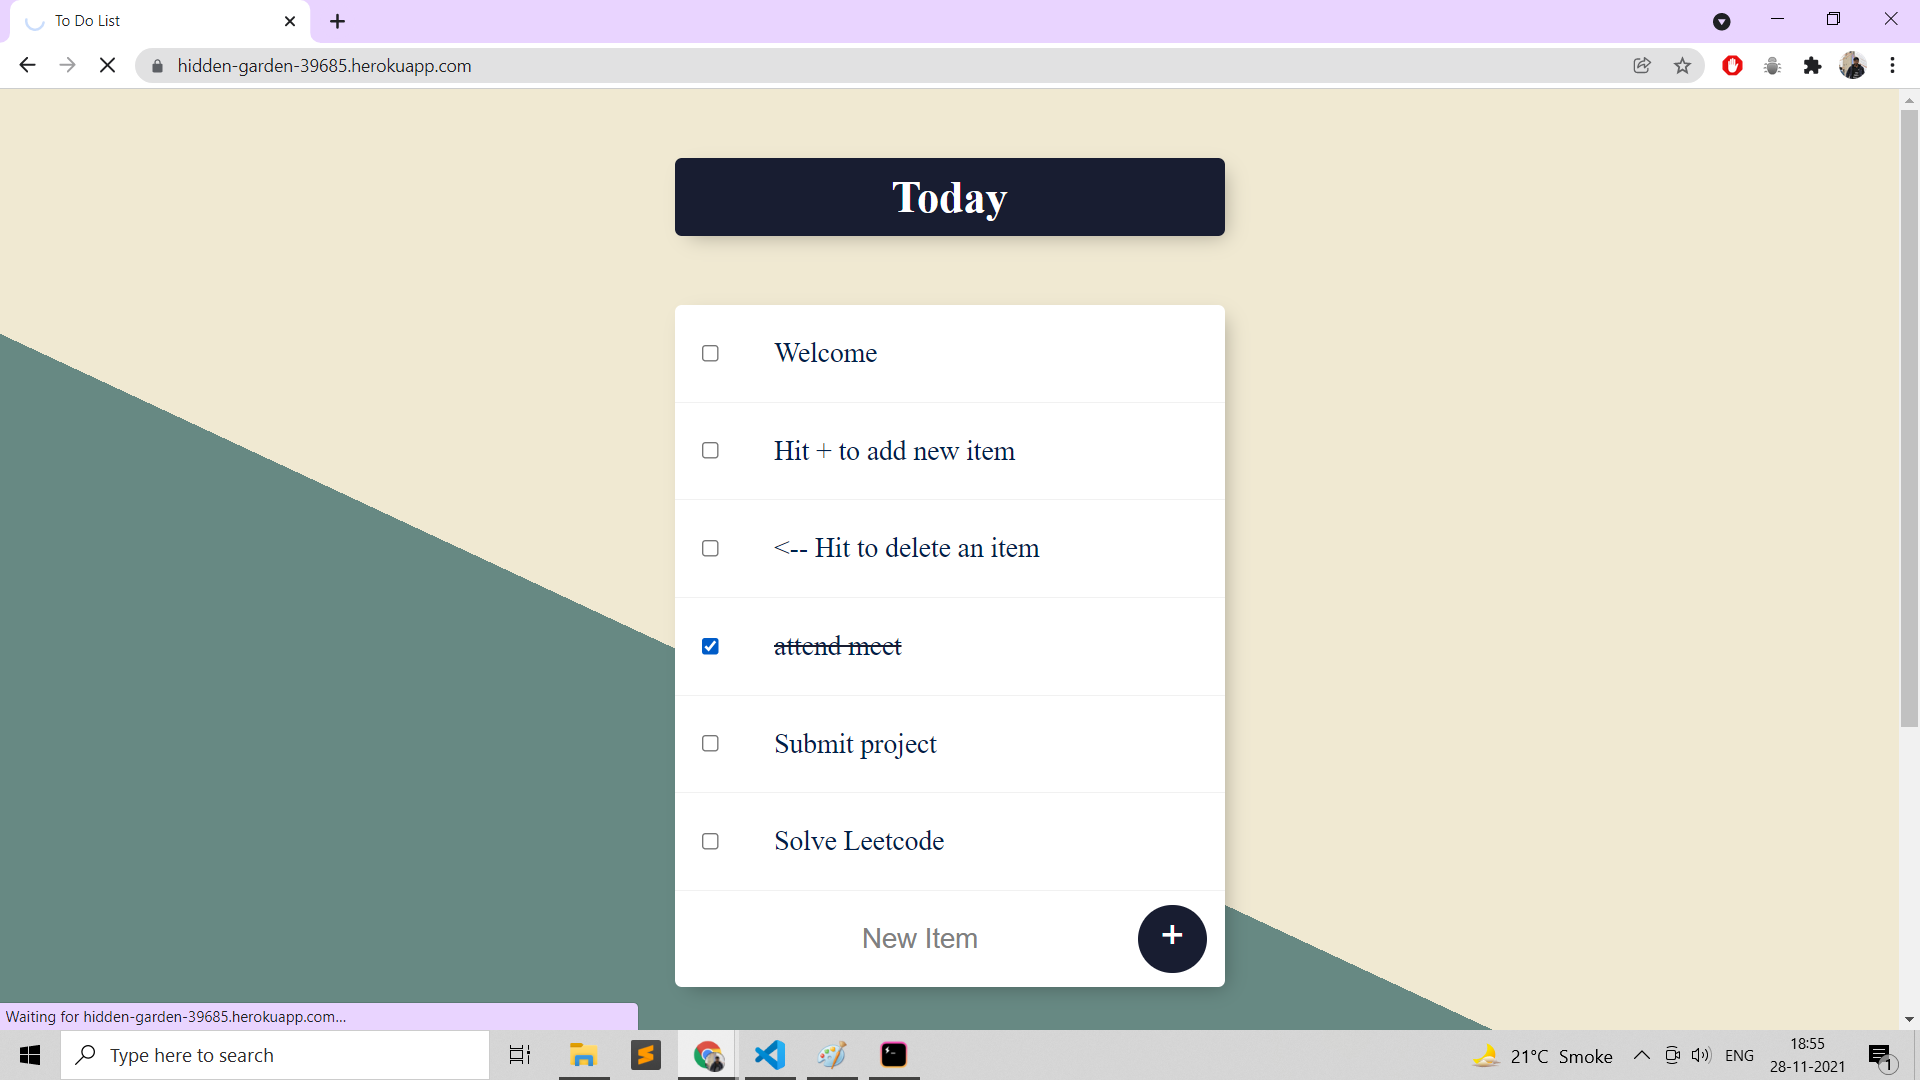 To Do List
hidden-garden-39685.herokuapp.com
Today
Welcome
Hit + to add new item
<-- Hit to delete an item
attend meet
Submit project
Solve Leetcode
New Item
+
Waiting for hidden-garden-39685.herokuapp.com...
Type here to search
21°C Smoke
ENG
18:55
28-11-2021
1